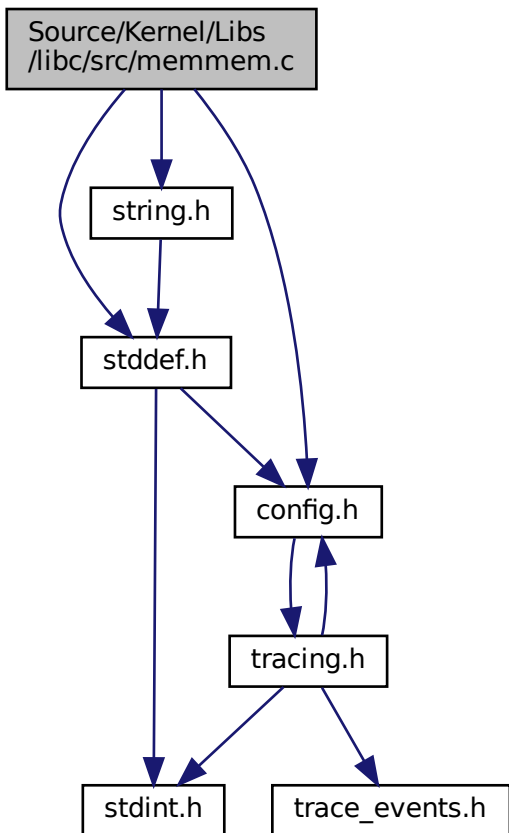 Source/Kernel/Libs
/libc/src/memmem.c
string.h
stddef.h
config.h
tracing.h
stdint.h
trace_events.h